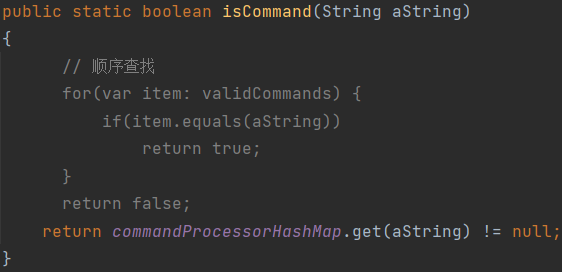 public static boolean isCommand(String aString)
{
// 顺序查找
for(var item: validCommands) {
if(item.equals(aString))
return true;
}
return false;
return commandProcessorHashMap.get(aString) != null;
}